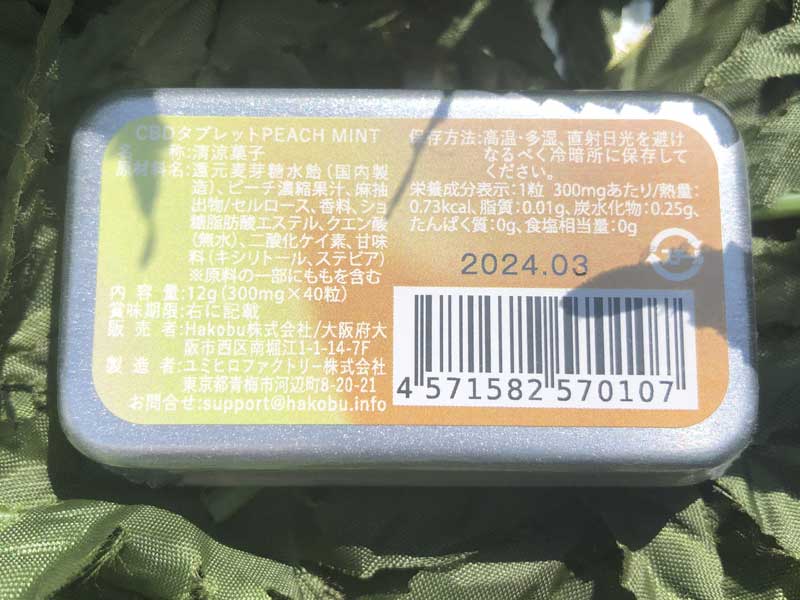 CBDタブレットPEACH MINT
名 称:清涼菓子
原材料名:還元麦芽糖水飴(国内製
造)、ピーチ濃縮果汁、麻抽
出物/セルロース、香料、ショ
糖脂肪酸エステル、クエン酸
(無水)、二酸化ケイ素、甘味
料(キシリトール、ステビア)
※原料の一部にももを含む
内 容 量:12g(300mg×40粒)
賞味期限:右に記載
販 売 者:Hakobu株式会社/大阪府大
阪市西区南堀江1-1-14-7F
製 造 者:ユミヒロファクトリー株式会社
東京都青梅市河辺町8-20-21
お問合せ:support@hakobu.info
保存方法:高温・多湿、直射日光を避け
なるべく冷暗所に保存して
ください。
栄養成分表示:1粒 300mgあたり/熱量:
0.73kcal、脂質:0.01g、炭水化物:0.25g、
たんぱく質:0g、食塩相当量:0g
2024.03
4 571582 570107